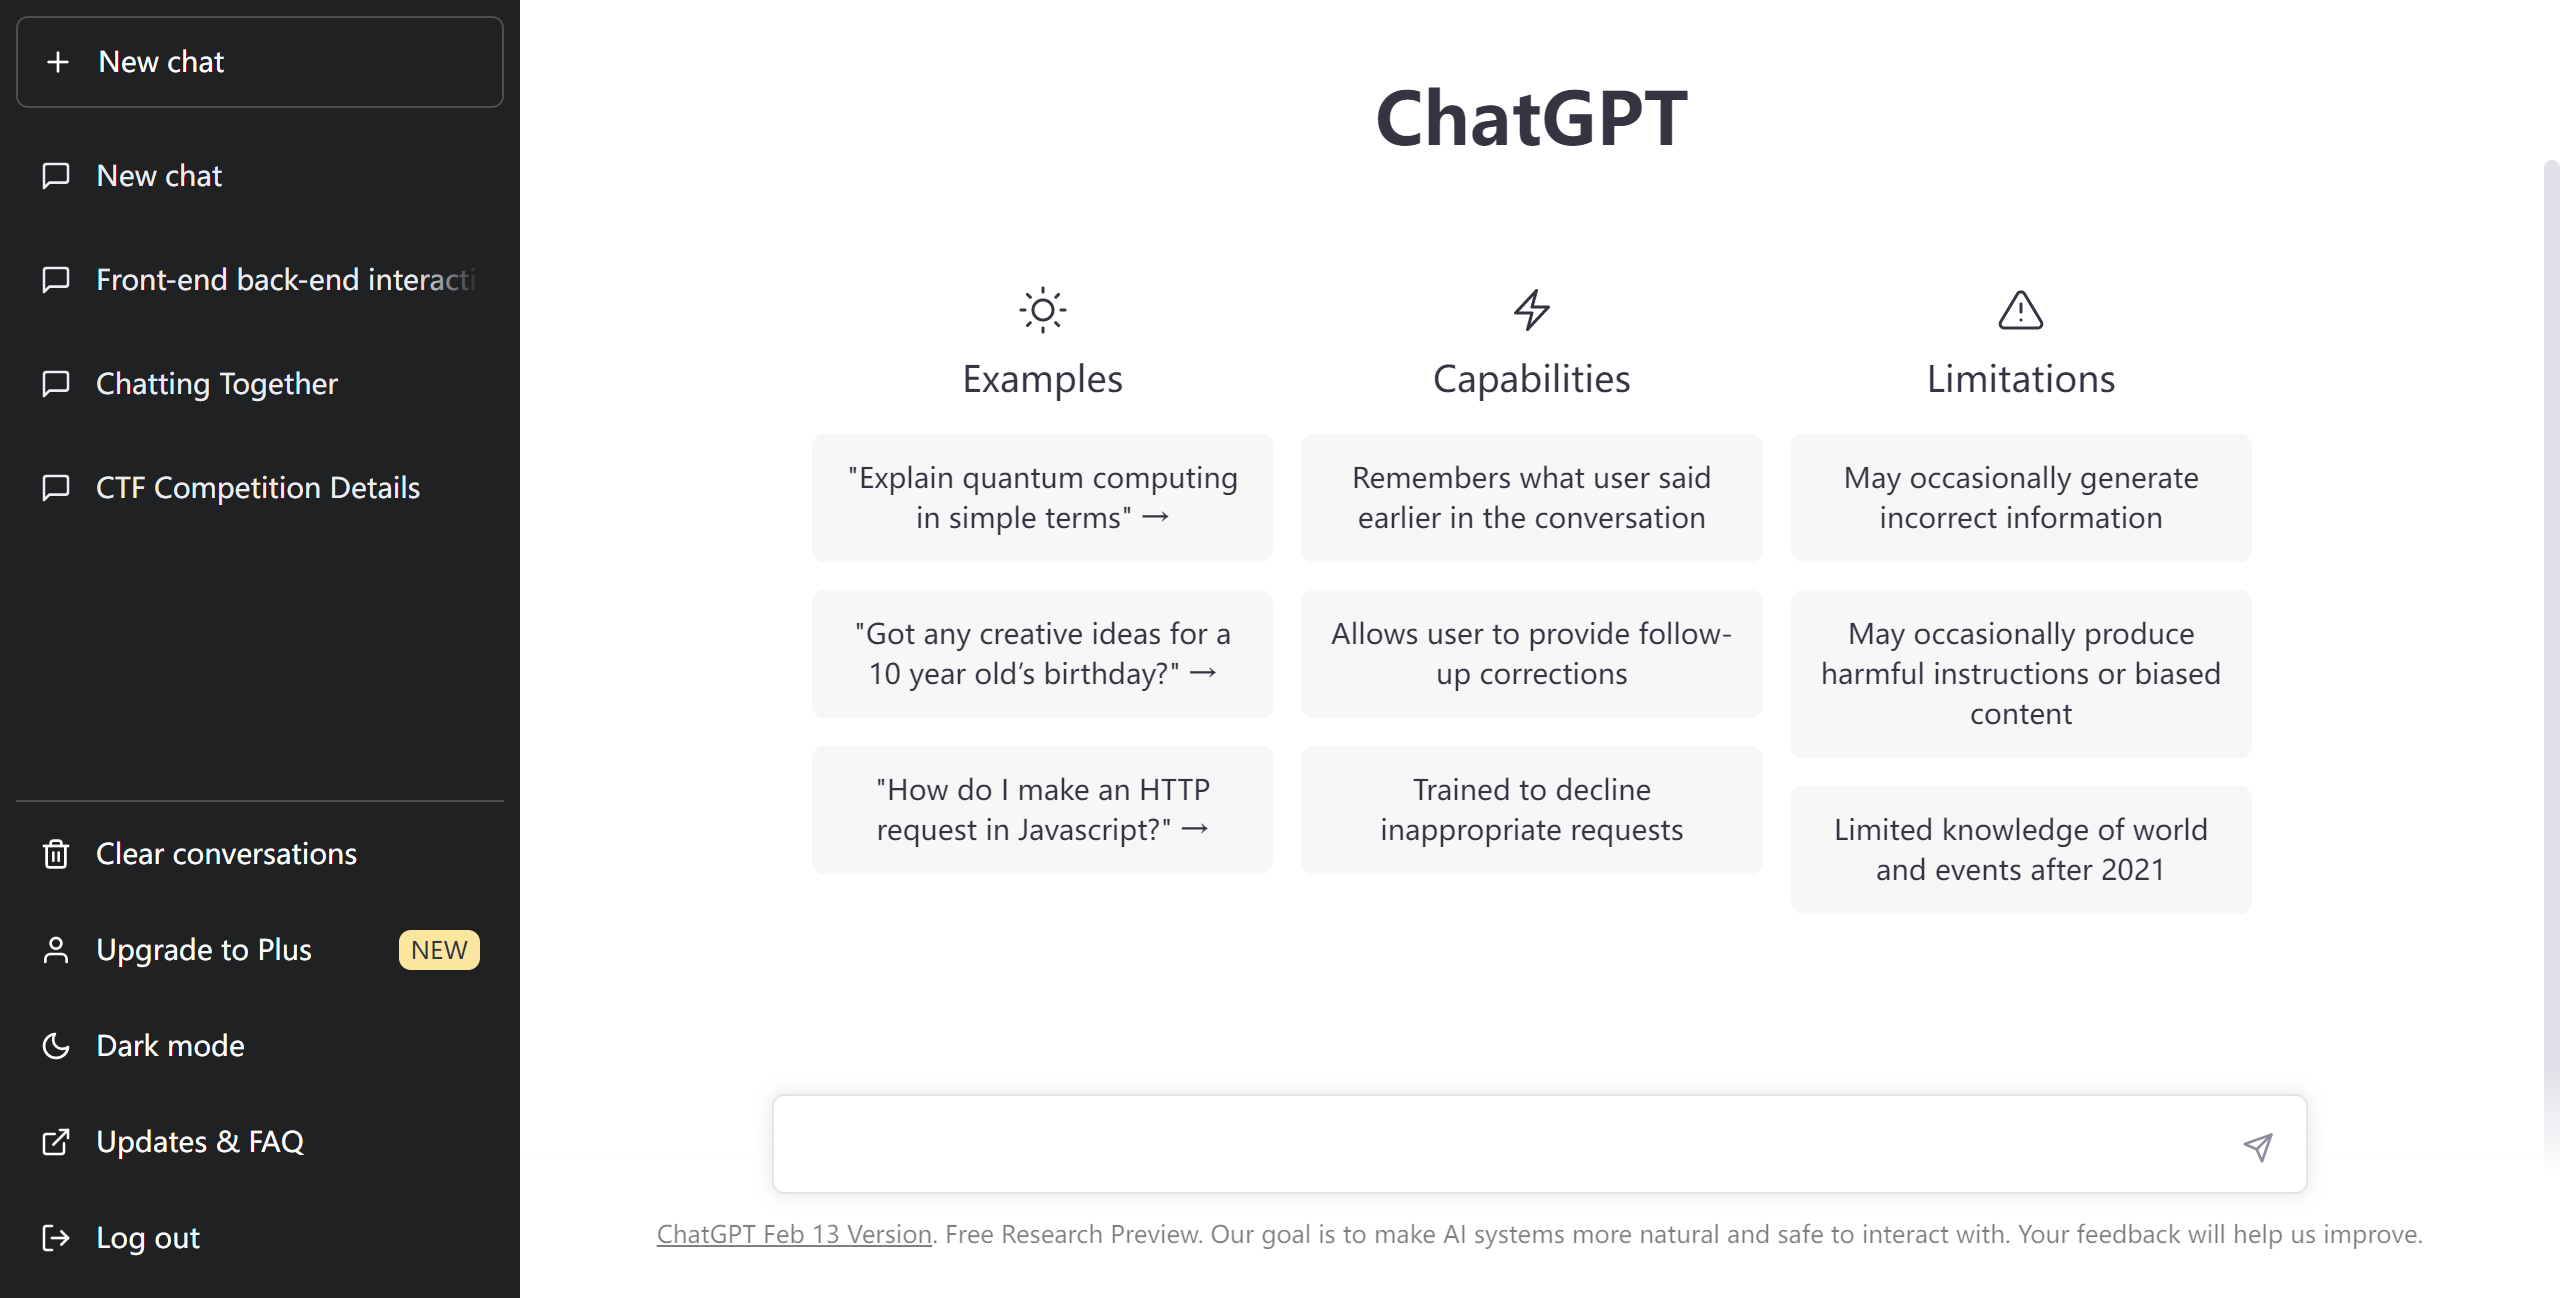 New chat
New chat
Front-end back-end interacti
Chatting Together
CTF Competition Details
Clear conversations
Upgrade to Plus NEW
Dark mode
Updates & FAQ
Log out
ChatGPT
Examples
"Explain quantum computing
in simple terms" →
"Got any creative ideas for a
10 year old’s birthday?" →
"How do I make an HTTP
request in Javascript?" →
Capabilities
Remembers what user said
earlier in the conversation
Allows user to provide follow-
up corrections
Trained to decline
inappropriate requests
Limitations
May occasionally generate
incorrect information
May occasionally produce
harmful instructions or biased
content
Limited knowledge of world
and events after 2021
ChatGPT Feb 13 Version. Free Research Preview. Our goal is to make AI systems more natural and safe to interact with. Your feedback will help us improve.